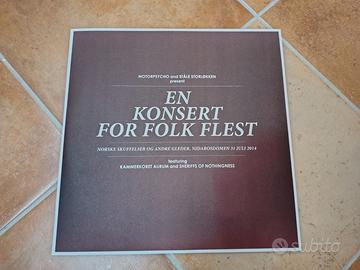 MOTORPSYCHO and STÅLE STORLØKKEN
present
EN
KONSERT
FOR FOLK FLEST
NORSKE SKUFFELSER OG ANDRE GLEDER, NIDAROSDOMEN 31 JULI 2014
featuring
KAMMERKORET AURUM and SHERIFFS OF NOTHINGNESS
subito